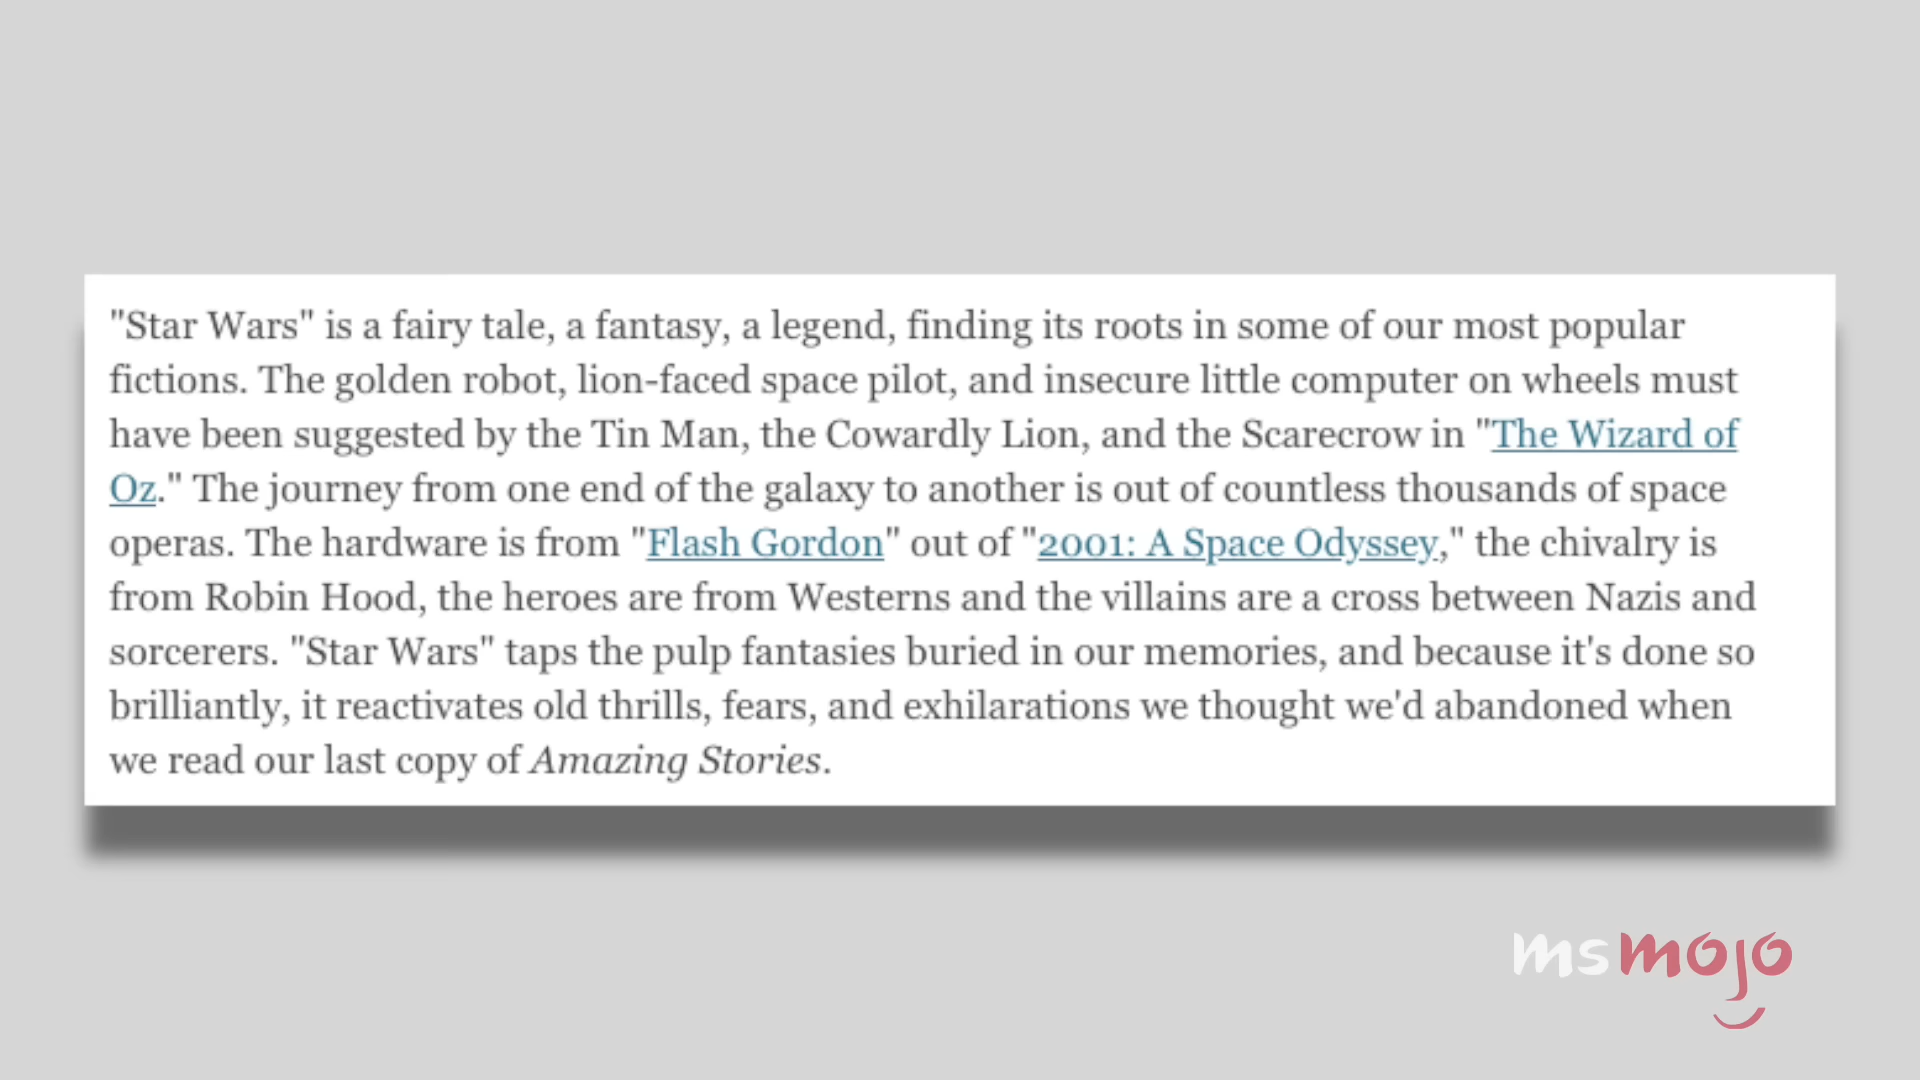 "Star Wars" is a fairy tale, a fantasy, a legend, finding its roots in some of our most popular
fictions. The golden robot, lion-faced space pilot, and insecure little computer on wheels must
have been suggested by the Tin Man, the Cowardly Lion, and the Scarecrow in "The Wizard of
Oz." The journey from one end of the galaxy to another is out of countless thousands of space
operas. The hardware is from "Flash Gordon" out of "2001: A Space Odyssey," the chivalry is
from Robin Hood, the heroes are from Westerns and the villains are a cross between Nazis and
sorcerers. "Star Wars" taps the pulp fantasies buried in our memories, and because it's done so
brilliantly, it reactivates old thrills, fears, and exhilarations we thought we'd abandoned when
we read our last copy of Amazing Stories.
msmojo